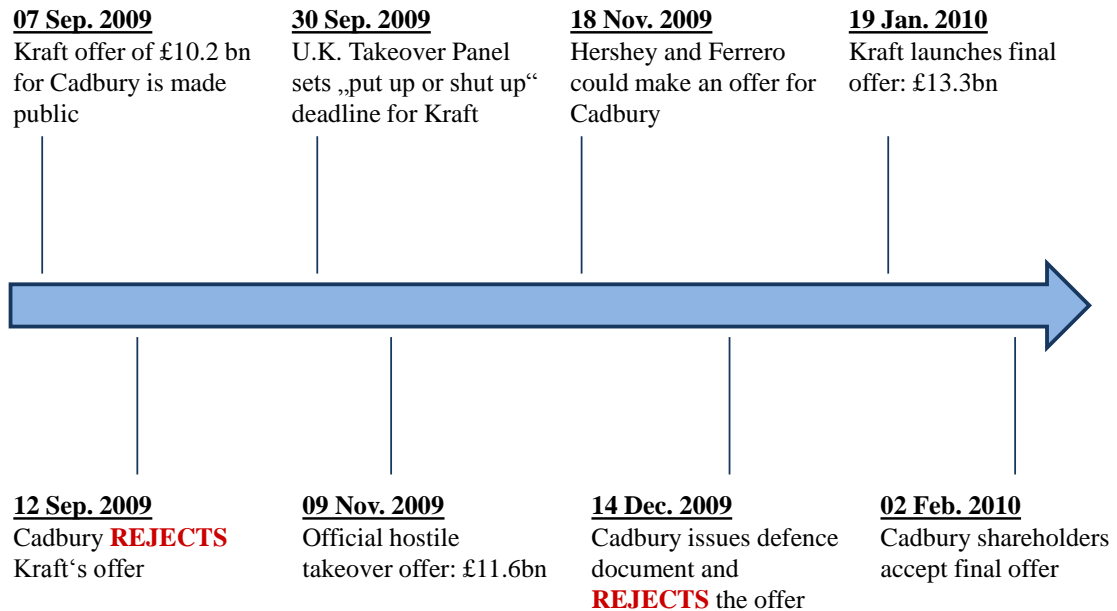 07 Sep. 2009
Kraft offer of £10.2 bn
for Cadbury is made
public
30 Sep. 2009
U.K. Takeover Panel
sets „put up or shut up“
deadline for Kraft
18 Nov. 2009
Hershey and Ferrero
could make an offer for
Cadbury
19 Jan. 2010
Kraft launches final
offer: £13.3bn
12 Sep. 2009
Cadbury REJECTS
Kraft‘s offer
09 Nov. 2009
Official hostile
takeover offer: £11.6bn
14 Dec. 2009
Cadbury issues defence
document and
REJECTS the offer
02 Feb. 2010
Cadbury shareholders
accept final offer